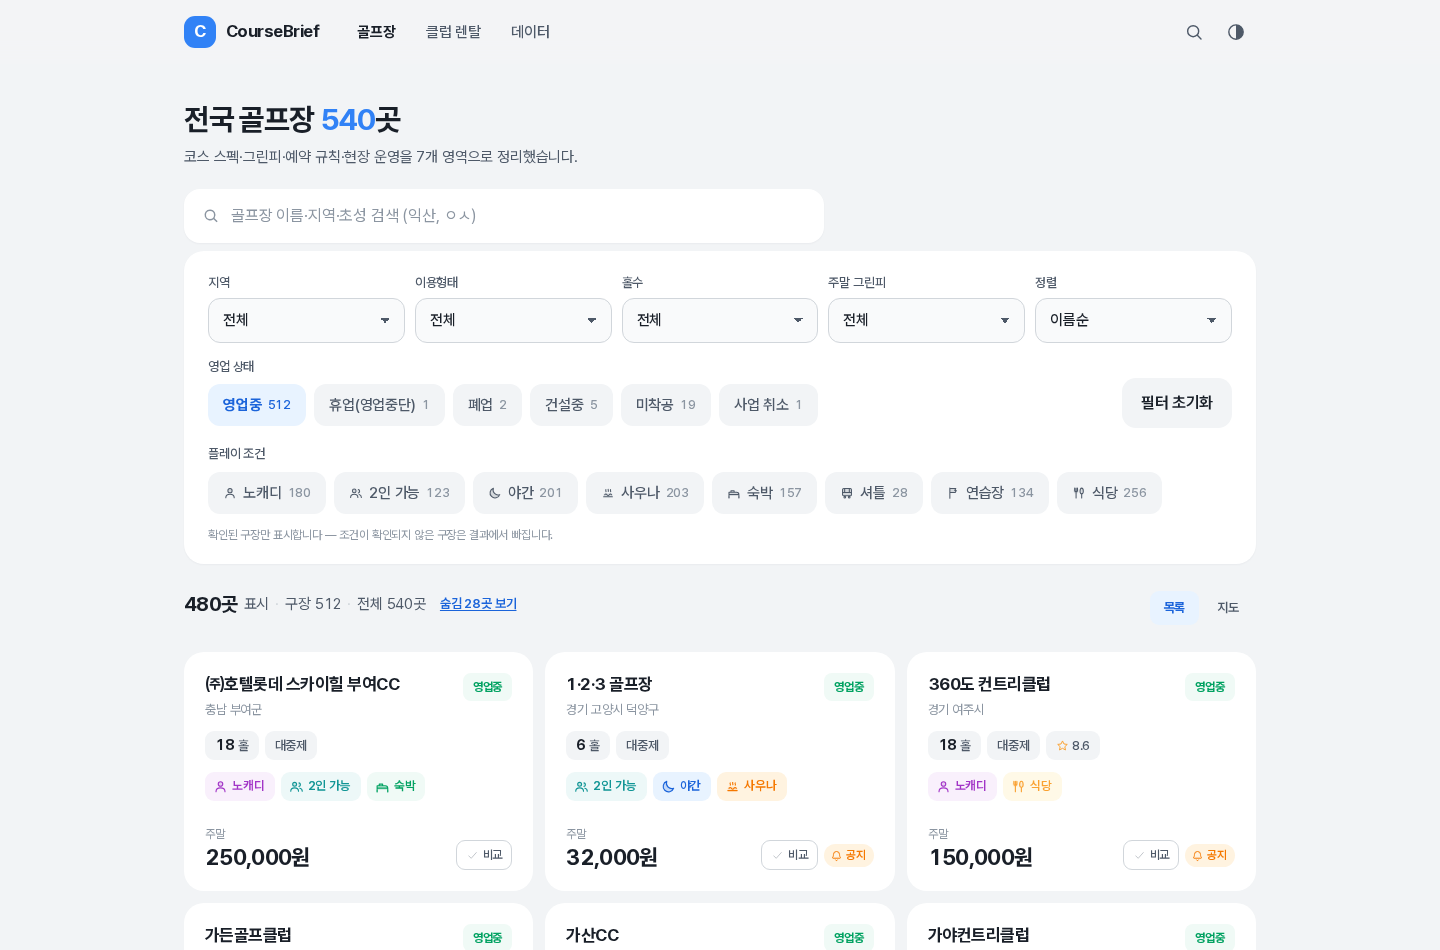 C CourseBrief 골프장 클럽 렌탈 데이터
전국 골프장 540곳
코스 스펙·그린피·예약 규칙·현장 운영을 7개 영역으로 정리했습니다.
골프장 이름·지역·초성 검색 (익산, ㅇㅅ)
지역 이용형태 홀수 주말 그린피 정렬
전체 전체 전체 전체 이름순
영업 상태
영업중 512 휴업(영업중단) 1 폐업 2 건설중 5 미착공 19 사업 취소 1 필터 초기화
플레이 조건
노캐디 180 2인 가능 123 야간 201 사우나 203 숙박 157 셔틀 28 연습장 134 식당 256
확인된 구장만 표시합니다 — 조건이 확인되지 않은 구장은 결과에서 빠집니다.
480곳 표시 · 구장 512 · 전체 540곳 숨김 28곳 보기 목록 지도
㈜호텔롯데 스카이힐 부여CC 영업중
충남 부여군
18 홀 대중제
노캐디 2인 가능 숙박
주말
250,000원 비교
1·2·3 골프장 영업중
경기 고양시 덕양구
6 홀 대중제
2인 가능 야간 사우나
주말
32,000원 비교 공지
360도 컨트리클럽 영업중
경기 여주시
18 홀 대중제 8.6
노캐디 식당
주말
150,000원 비교 공지
가든골프클럽 영업중
가산CC 영업중
가야컨트리클럽 영업중